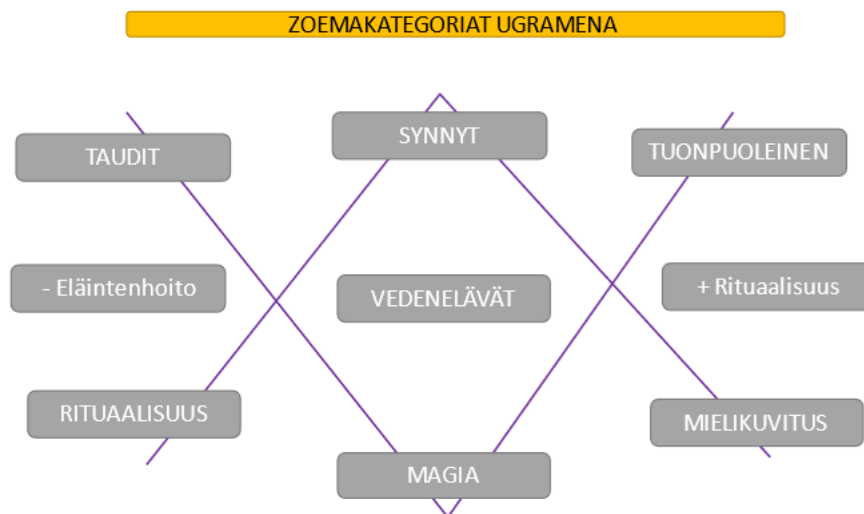 ZOEMAKATEGORIAT UGRAMENA
TAUDIT
SYNNYT
TUONPUOLEINEN
- Eläintenhoito
VEDENELÄVÄT
+ Rituaalisuus
RITUAALISUUS
MAGIA
MIELIKUVITUS